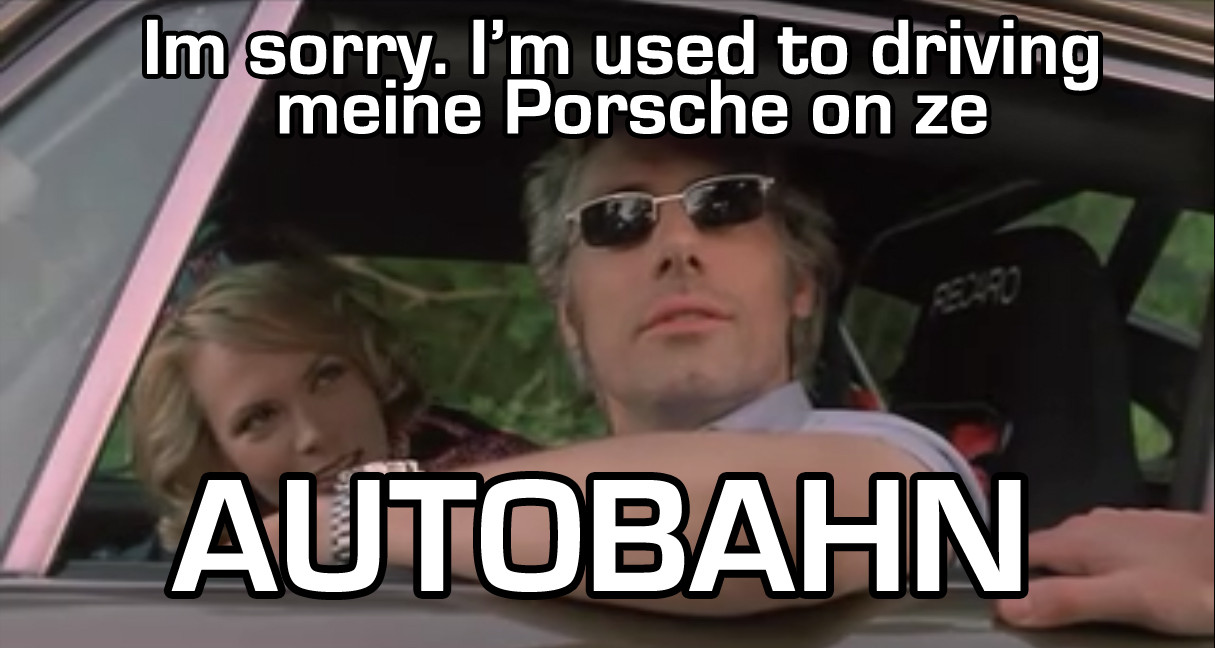 Im sorry. I’m used to driving
meine Porsche on ze
RECARO
AUTOBAHN